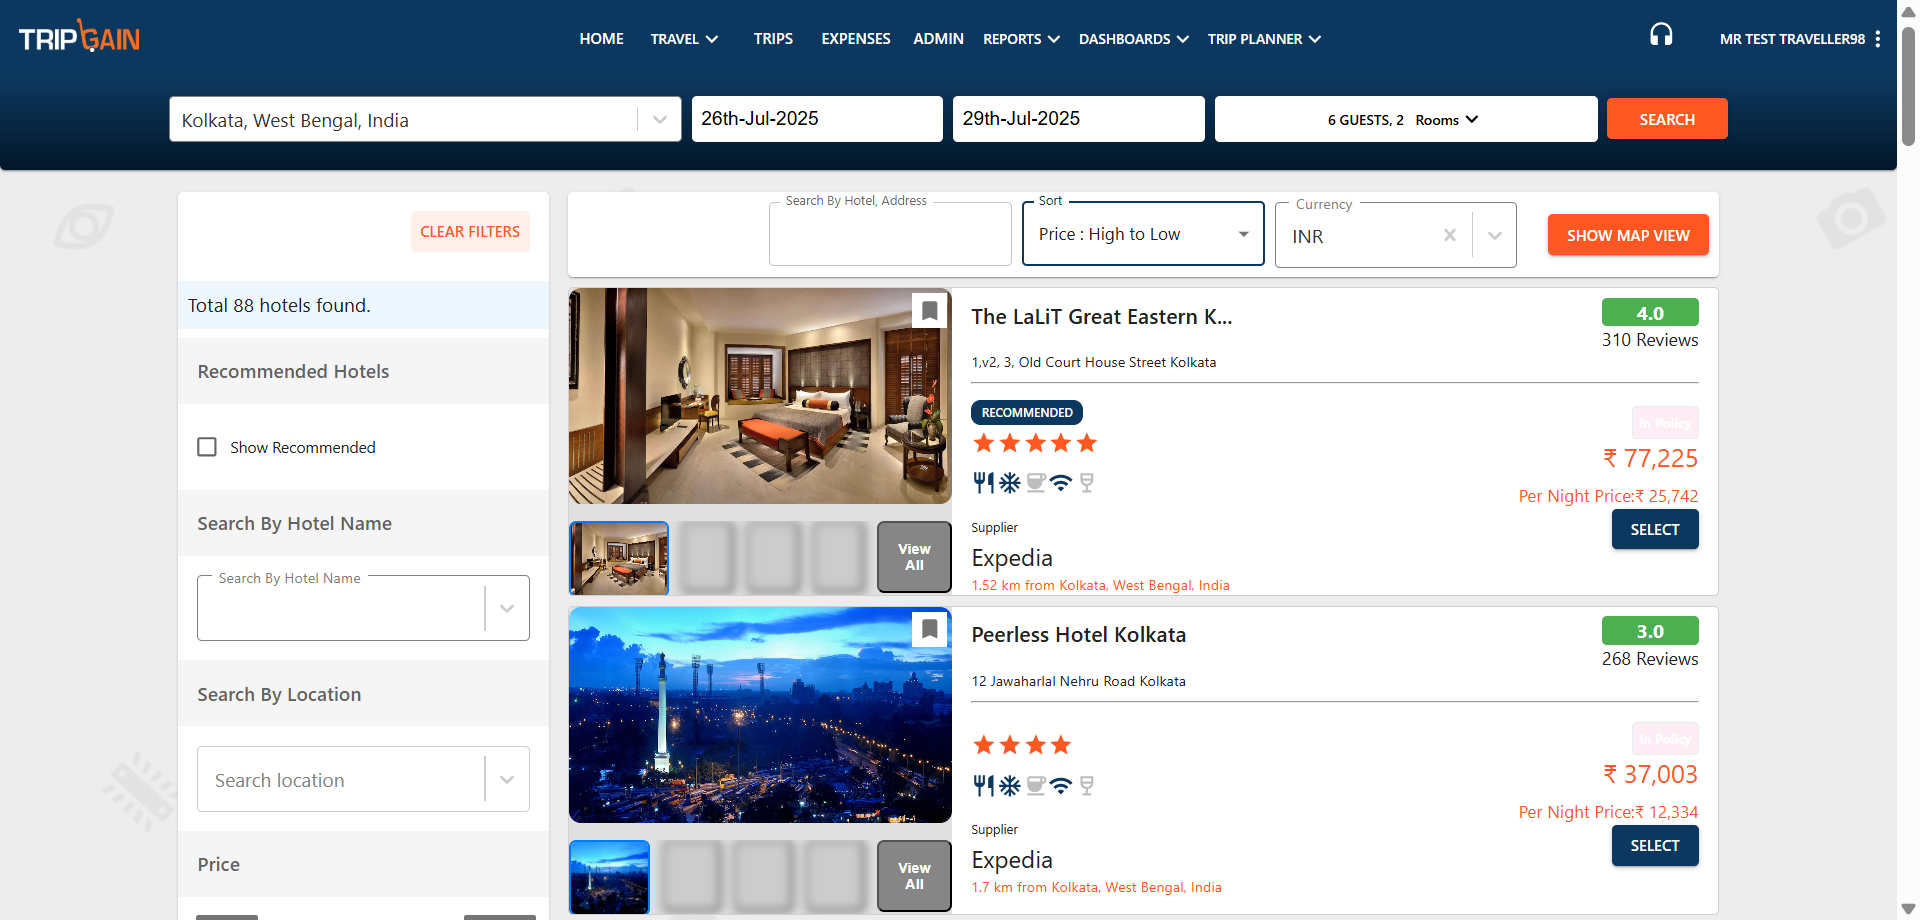 TRIPGAIN
HOME
TRAVEL
TRIPS
EXPENSES
ADMIN
REPORTS
DASHBOARDS
TRIP PLANNER
MR TEST TRAVELLER98
Kolkata, West Bengal, India
26th-Jul-2025
29th-Jul-2025
6 GUESTS, 2 Rooms
SEARCH
CLEAR FILTERS
Total 88 hotels found.
Recommended Hotels
Show Recommended
Search By Hotel Name
Search By Hotel Name
Search By Location
Search location
Price
Search By Hotel, Address
Sort
Price : High to Low
Currency
INR
SHOW MAP VIEW
The LaLiT Great Eastern K...
4.0
310 Reviews
1,v2, 3, Old Court House Street Kolkata
RECOMMENDED
In Policy
₹ 77,225
Per Night Price:₹ 25,742
SELECT
Supplier
Expedia
1.52 km from Kolkata, West Bengal, India
View
All
Peerless Hotel Kolkata
3.0
268 Reviews
12 Jawaharlal Nehru Road Kolkata
In Policy
₹ 37,003
Per Night Price:₹ 12,334
SELECT
Supplier
Expedia
1.7 km from Kolkata, West Bengal, India
View
All